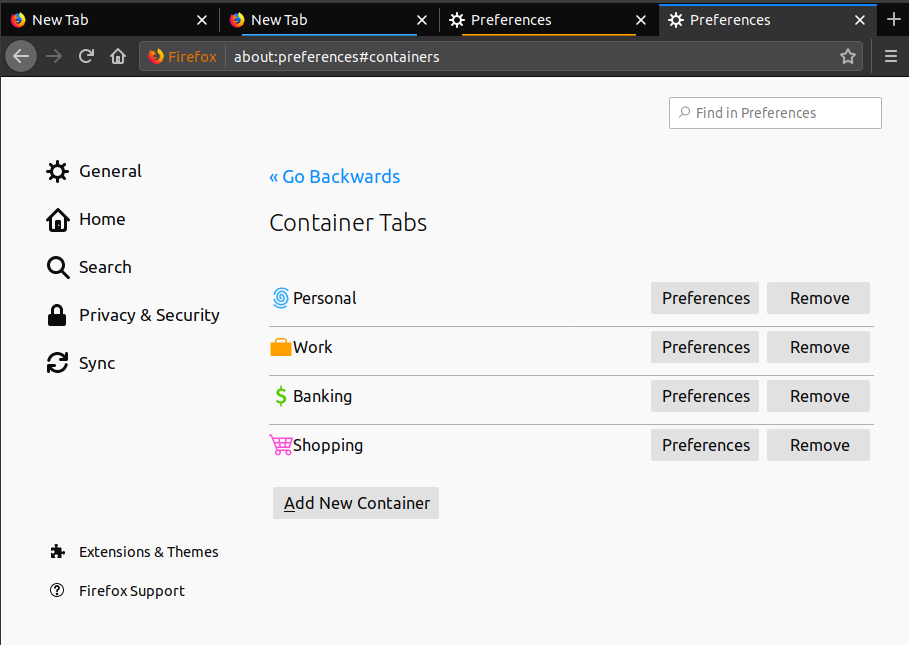 New Tab
New Tab
Preferences
Preferences
Firefox about:preferences#containers
Find in Preferences
General
Home
Search
Privacy & Security
Sync
Extensions & Themes
Firefox Support
« Go Backwards
Container Tabs
Personal Preferences Remove
Work Preferences Remove
Banking Preferences Remove
Shopping Preferences Remove
Add New Container